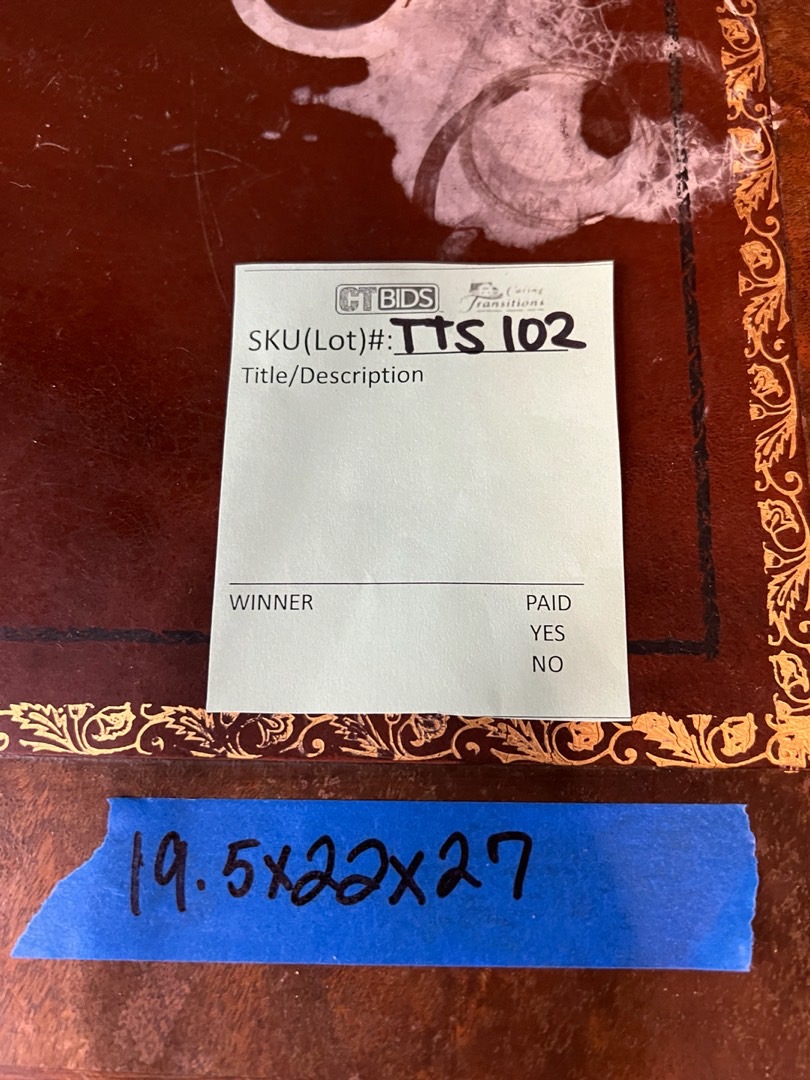 CTBIDS Caring Transitions
SKU(Lot)#: TTS 102
Title/Description
WINNER PAID
YES
NO
19.5x22x27